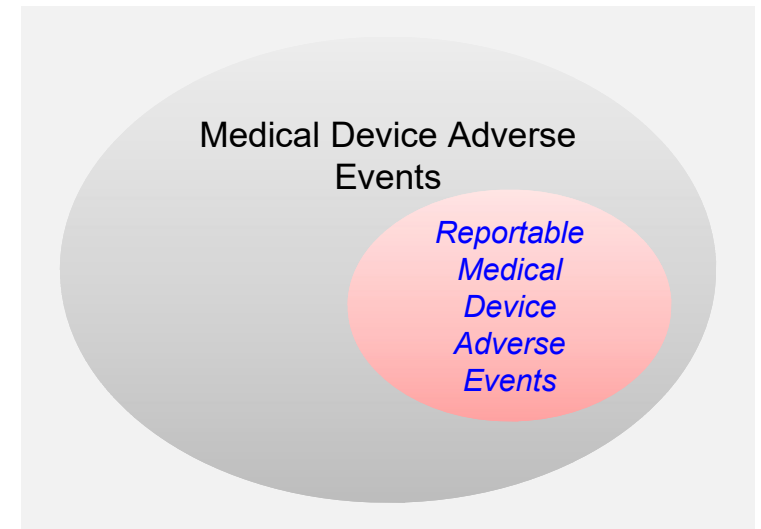 Medical Device Adverse
Events
Reportable
Medical
Device
Adverse
Events